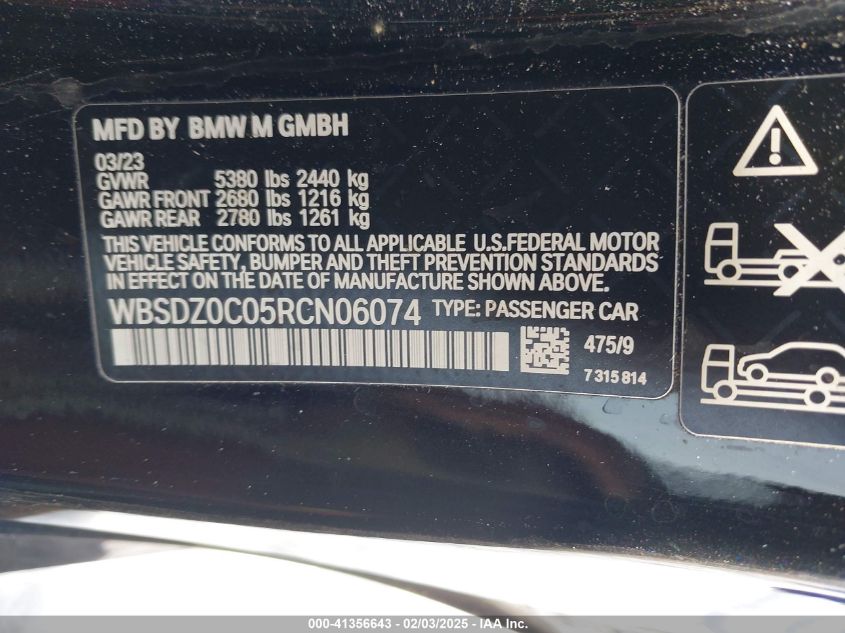 MFD BY BMW M GMBH
03/23
GVWR 5380 lbs 2440 kg
GAWR FRONT 2680 lbs 1216 kg
GAWR REAR 2780 lbs 1261 kg
THIS VEHICLE CONFORMS TO ALL APPLICABLE U.S.FEDERAL MOTOR
VEHICLE SAFETY, BUMPER AND THEFT PREVENTION STANDARDS
IN EFFECT ON THE DATE OF MANUFACTURE SHOWN ABOVE.
WBSDZ0C05RCN06074 TYPE: PASSENGER CAR
475/9
7 315 814
000-41356643 / 02/03/2025 - IAA Inc.